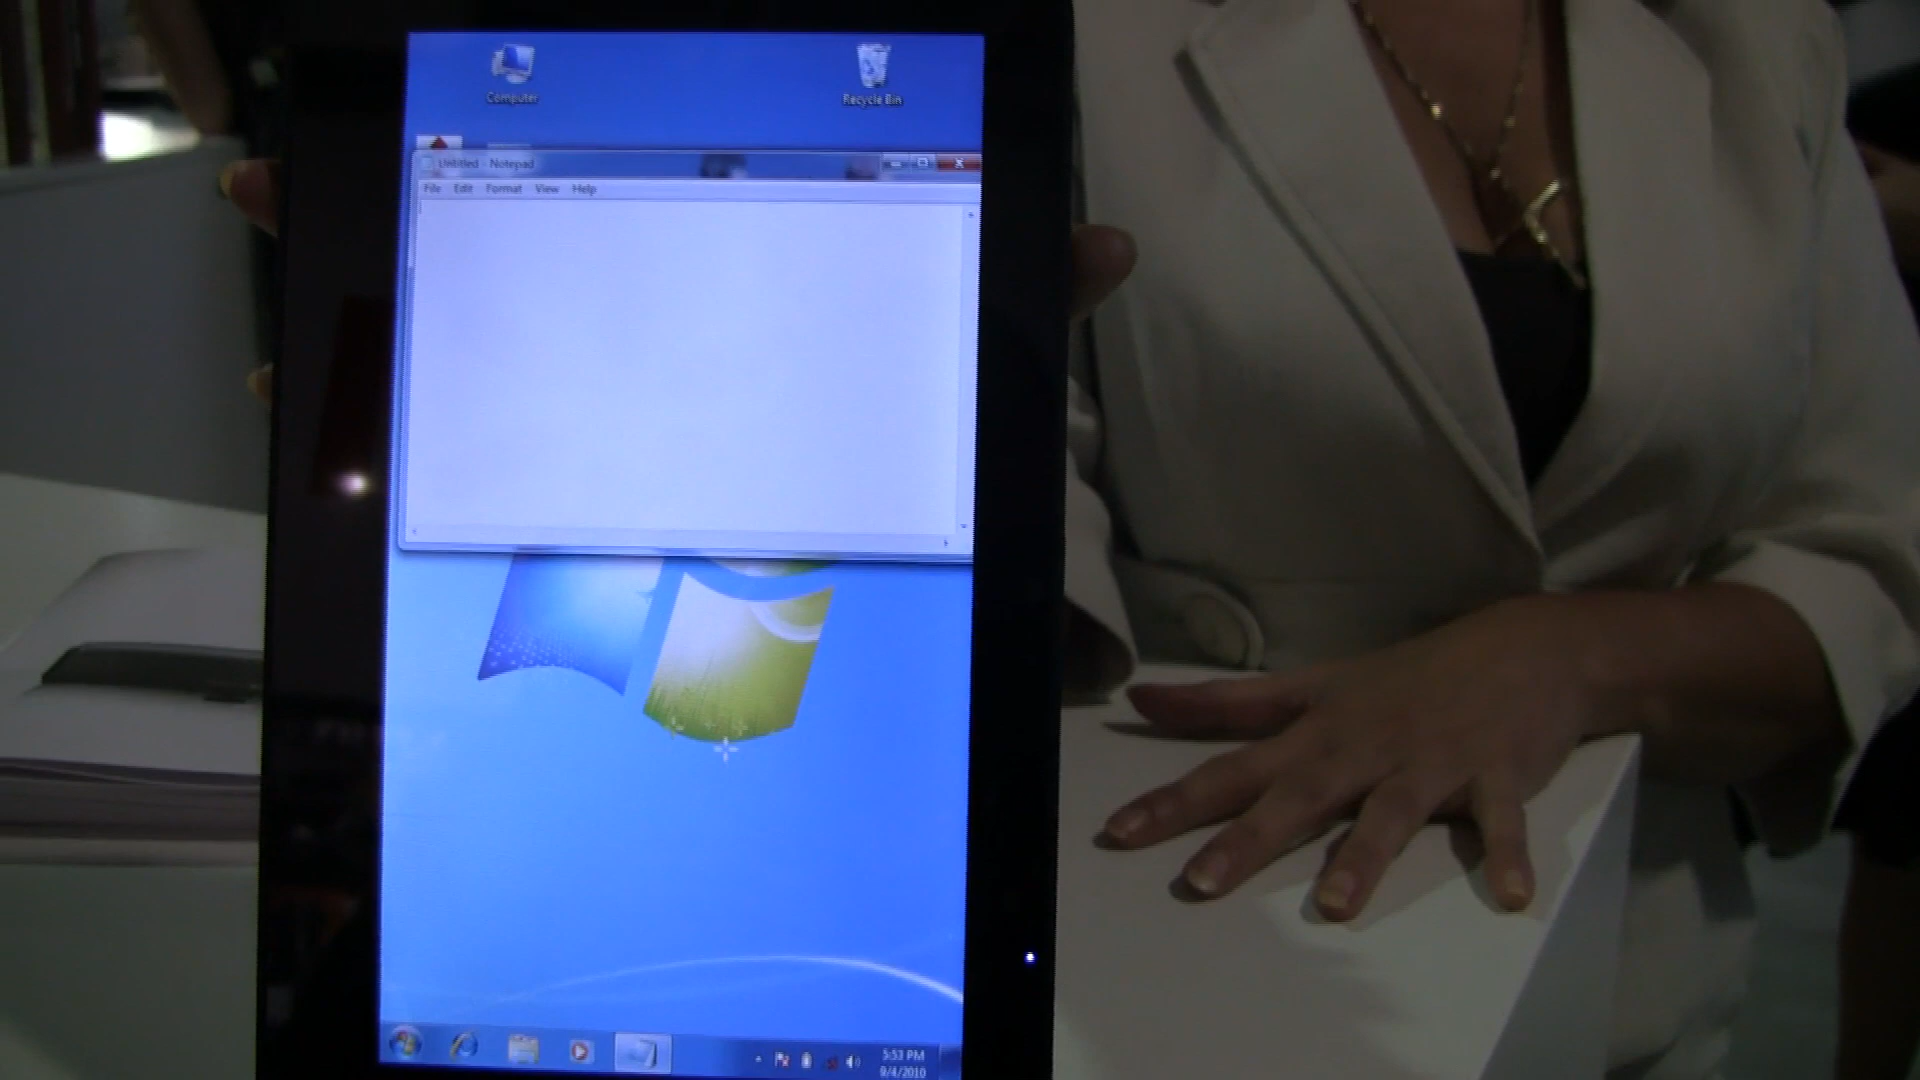 Computer
Recycle Bin
Untitled - Notepad
File Edit Format View Help
5:53 PM
9/4/2010